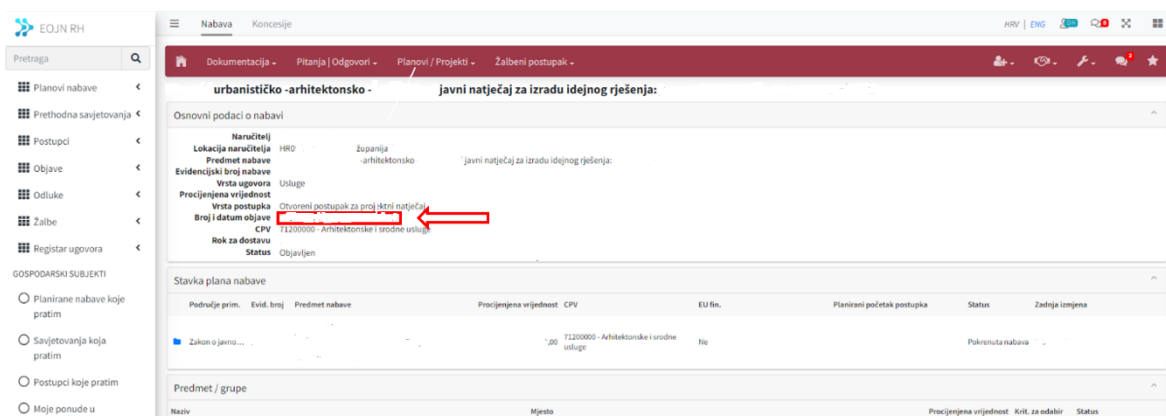 EOJN RH
Nabava Koncesije
HRV | ENG
Pretraga
Dokumentacija Pitanja|Odgovori Planovi / Projekti Žalbeni postupak
Planovi nabave
Prethodna savjetovanja
Postupci
Objave
Odluke
Žalbe
Registar ugovora
GOSPODARSKI SUBJEKTI
Planirane nabave koje
pratim
Savjetovanja koja
pratim
Postupci koje pratim
Moje ponude u
urbanističko -arhitektonsko - javni natječaj za izradu idejnog rješenja:
Osnovni podaci o nabavi
Naručitelj
Lokacija naručitelja županija
Predmet nabave -arhitektonsko javni natječaj za izradu idejnog rješenja:
Evidencijski broj nabave
Vrsta ugovora Usluge
Procijenjena vrijednost
Vrsta postupka Otvoreni postupak za projektni natječaj
Broj i datum objave
CPV 71200000 - Arhitektonske i srodne usluge
Rok za dostavu
Status Objavljen
Stavka plana nabave
Područje prim. Evid. broj Predmet nabave Procijenjena vrijednost CPV EU fin. Planirani početak postupka Status Zadnja izmjena
Zakon o javno... ,00 71200000 - Arhitektonske i srodne Ne Pokrenuta nabava
usluge
Predmet / grupe
Naziv Mjesto Procijenjena vrijednost Krit. za odabir Status